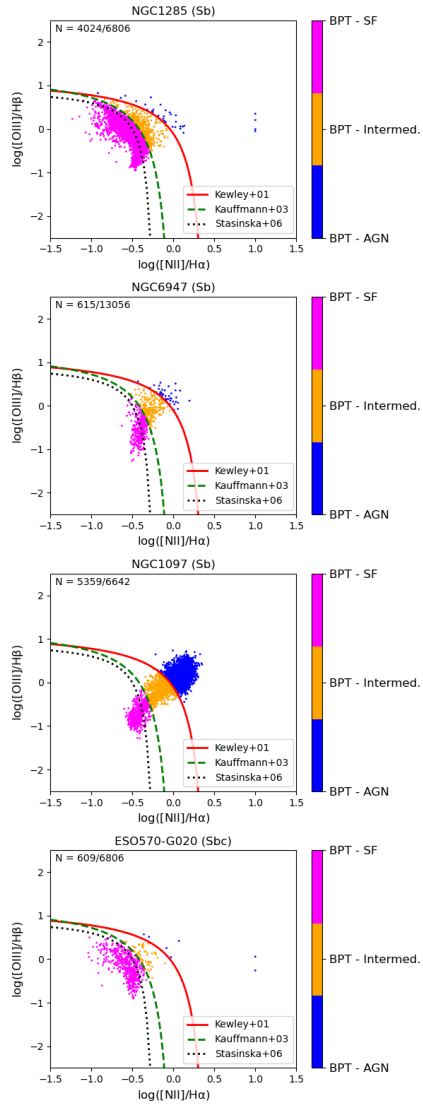 NGC1285 (Sb)
N = 4024/6806
log([OIII]/Hβ)
2
1
0
−1
−2
Kewley+01
Kauffmann+03
Stasinska+06
−1.5 −1.0 −0.5 0.0 0.5 1.0 1.5
log([NII]/Hα)
BPT - SF
BPT - Intermed.
BPT - AGN
NGC6947 (Sb)
N = 615/13056
log([OIII]/Hβ)
2
1
0
−1
−2
Kewley+01
Kauffmann+03
Stasinska+06
−1.5 −1.0 −0.5 0.0 0.5 1.0 1.5
log([NII]/Hα)
BPT - SF
BPT - Intermed.
BPT - AGN
NGC1097 (Sb)
N = 5359/6642
log([OIII]/Hβ)
2
1
0
−1
−2
Kewley+01
Kauffmann+03
Stasinska+06
−1.5 −1.0 −0.5 0.0 0.5 1.0 1.5
log([NII]/Hα)
BPT - SF
BPT - Intermed.
BPT - AGN
ESO570-G020 (Sbc)
N = 609/6806
log([OIII]/Hβ)
2
1
0
−1
−2
Kewley+01
Kauffmann+03
Stasinska+06
−1.5 −1.0 −0.5 0.0 0.5 1.0 1.5
log([NII]/Hα)
BPT - SF
BPT - Intermed.
BPT - AGN